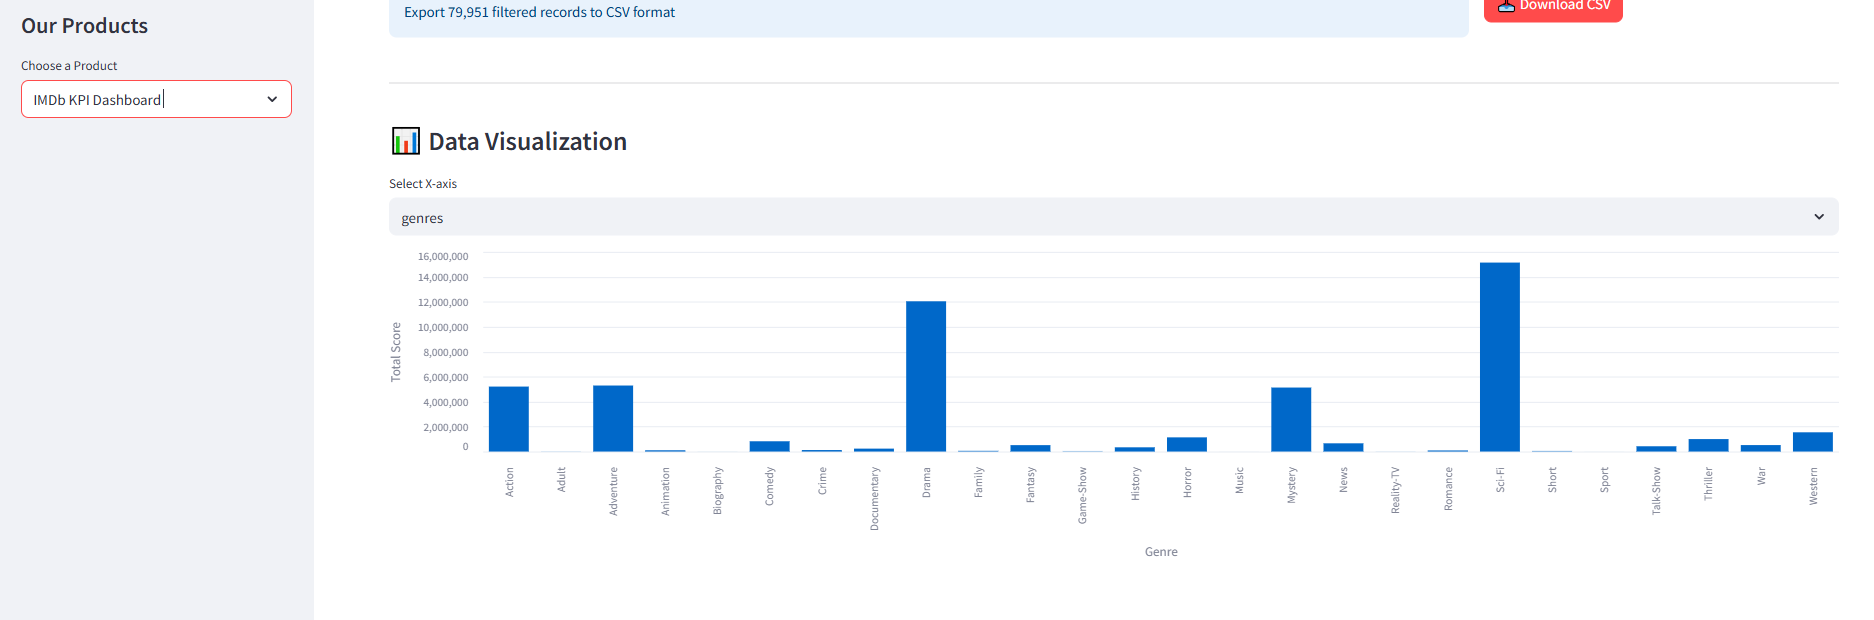 Our Products
Choose a Product
IMDb KPI Dashboard
Export 79,951 filtered records to CSV format
Download CSV
Data Visualization
Select X-axis
genres
Total Score
16,000,000
14,000,000
12,000,000
10,000,000
8,000,000
6,000,000
4,000,000
2,000,000
0
Action
Adult
Adventure
Animation
Biography
Comedy
Crime
Documentary
Drama
Family
Fantasy
Game-Show
History
Horror
Music
Mystery
News
Reality-TV
Romance
Sci-Fi
Short
Sport
Talk-Show
Thriller
War
Western
Genre